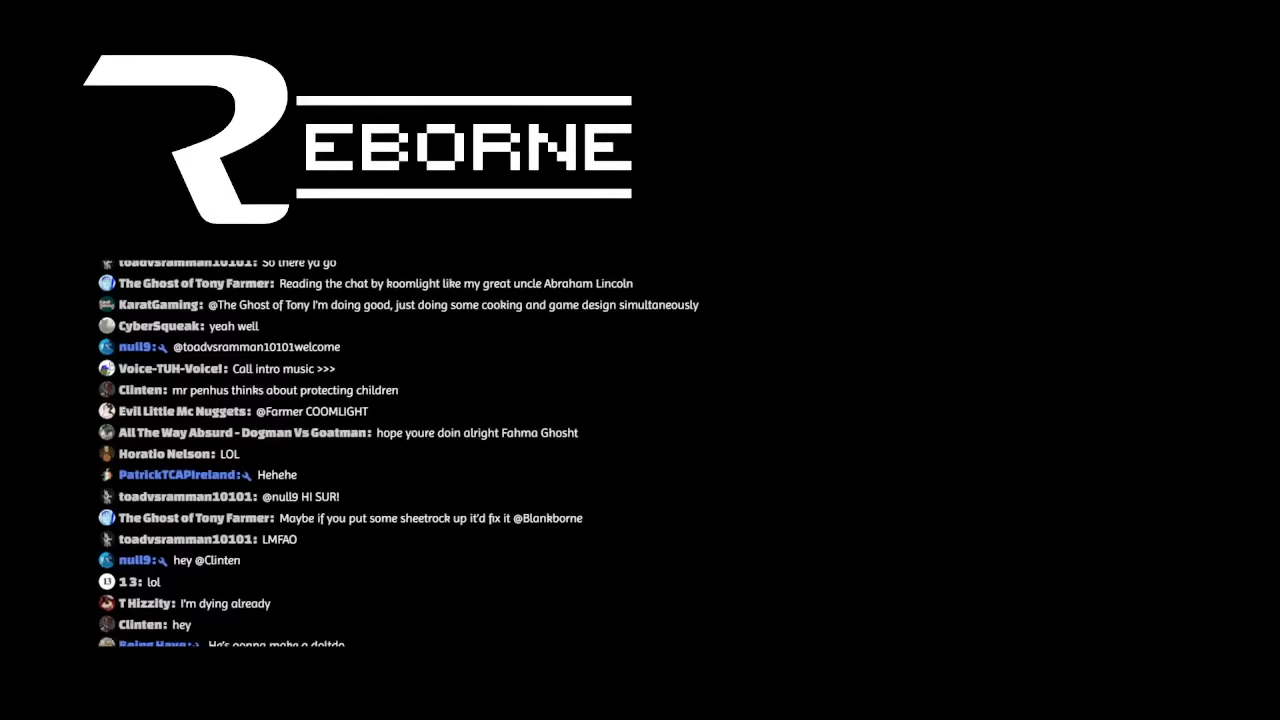 REBORNE
toadvsramman10101: So there ya go
The Ghost of Tony Farmer: Reading the chat by koomlight like my great uncle Abraham Lincoln
KaratGaming: @The Ghost of Tony I'm doing good, just doing some cooking and game design simultaneously
CyberSqueak: yeah well
null9: @toadvsramman10101welcome
Voice-TUH-Voice!: Call intro music >>>
Clinten: mr penhus thinks about protecting children
Evil Little Mc Nuggets: @Farmer COOMLIGHT
All The Way Absurd - Dogman Vs Goatman: hope youre doin alright Fahma Ghosht
Horatio Nelson: LOL
PatrickTCAPIreland: Hehehe
toadvsramman10101: @null9 HI SUR!
The Ghost of Tony Farmer: Maybe if you put some sheetrock up it'd fix it @Blankborne
toadvsramman10101: LMFAO
null9: hey @Clinten
13 1 3: lol
T Hizzity: I'm dying already
Clinten: hey
He's gonna make a